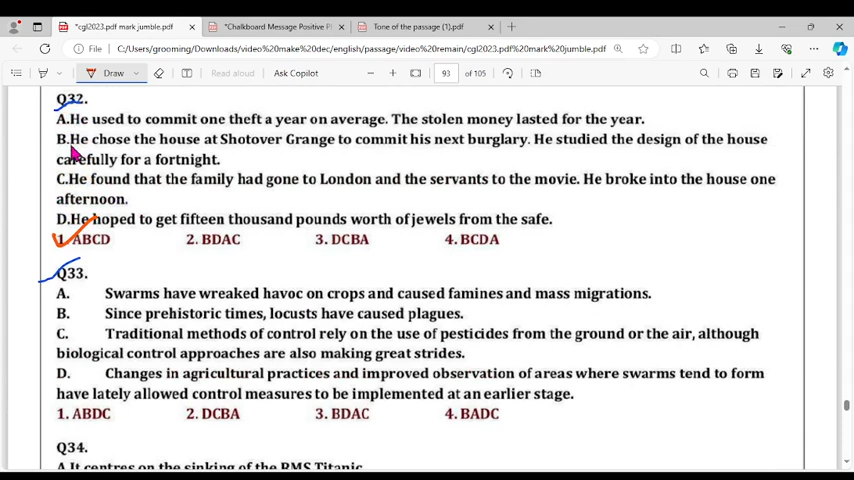 *cgl2023.pdf mark jumble.pdf
*Chalkboard Message Positive P
Tone of the passage (1).pdf
File
C:/Users/grooming/Downloads/video%20make%20dec/english/passage/video%20remain/cgl2023.pdf%20mark%20jumble.pdf
Draw
Read aloud
Ask Copilot
93 of 105
Q32.
A.He used to commit one theft a year on average. The stolen money lasted for the year.
B.He chose the house at Shotover Grange to commit his next burglary. He studied the design of the house
carefully for a fortnight.
C.He found that the family had gone to London and the servants to the movie. He broke into the house one
afternoon.
D.He hoped to get fifteen thousand pounds worth of jewels from the safe.
1. ABCD 2. BDAC 3. DCBA 4. BCDA
Q33.
A. Swarms have wreaked havoc on crops and caused famines and mass migrations.
B. Since prehistoric times, locusts have caused plagues.
C. Traditional methods of control rely on the use of pesticides from the ground or the air, although
biological control approaches are also making great strides.
D. Changes in agricultural practices and improved observation of areas where swarms tend to form
have lately allowed control measures to be implemented at an earlier stage.
1. ABDC 2. DCBA 3. BDAC 4. BADC
Q34.
A.It centres on the sinking of the RMS Titanic.